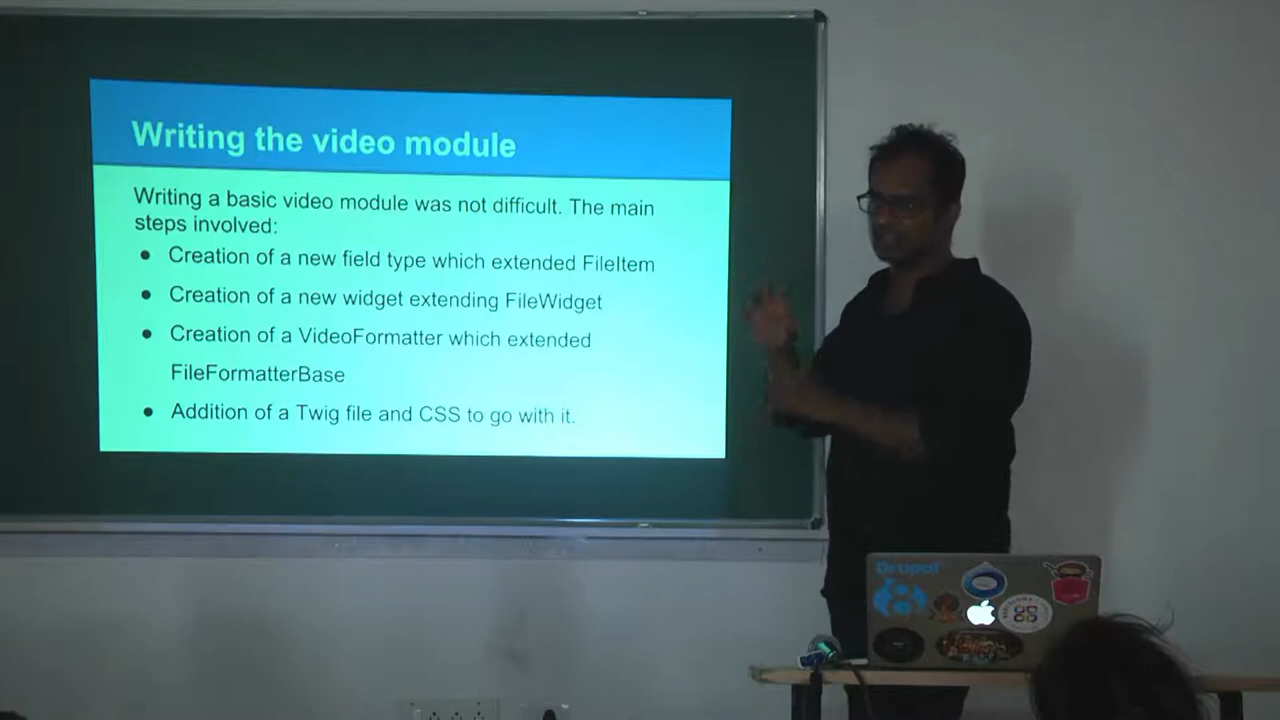 Writing the video module
Writing a basic video module was not difficult. The main
steps involved:
● Creation of a new field type which extended FileItem
● Creation of a new widget extending FileWidget
● Creation of a VideoFormatter which extended
FileFormatterBase
● Addition of a Twig file and CSS to go with it.
Drupal